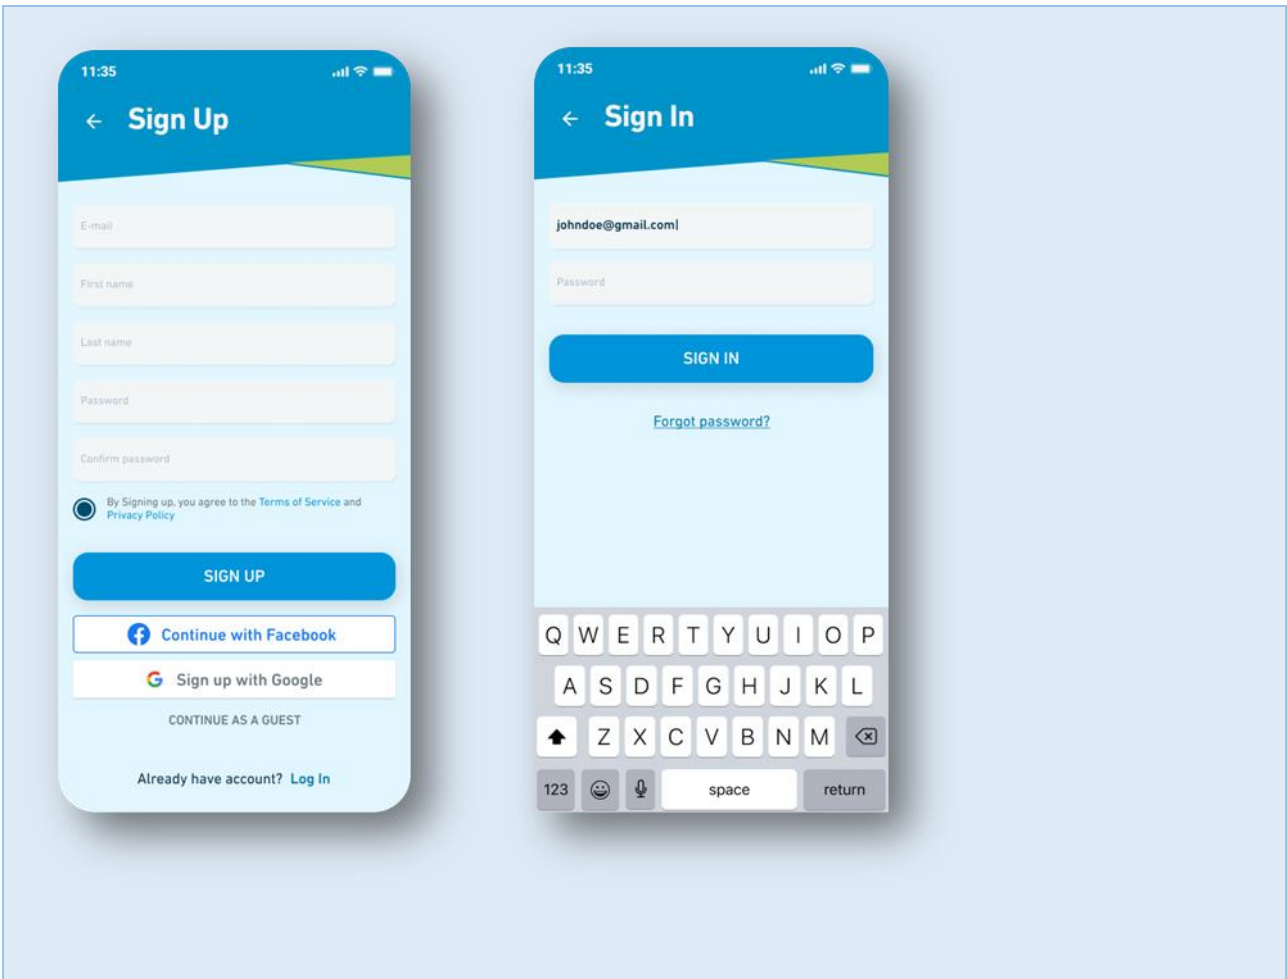 11:35
Sign Up
E-mail
First name
Last name
Password
Confirm password
By Signing up, you agree to the Terms of Service and
Privacy Policy
SIGN UP
Continue with Facebook
Sign up with Google
CONTINUE AS A GUEST
Already have account? Log In
11:35
Sign In
johndoe@gmail.com
Password
SIGN IN
Forgot password?
Q W E R T Y U I O P
A S D F G H J K L
Z X C V B N M
123 space return